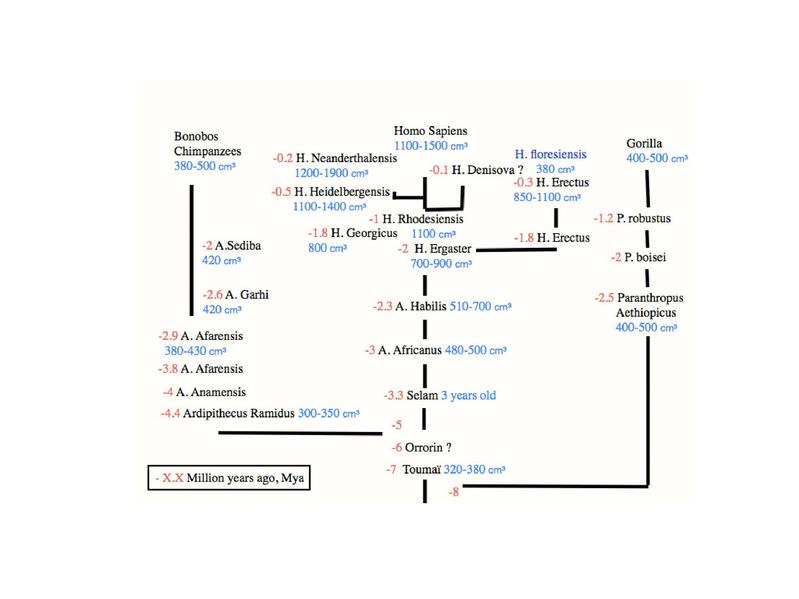 Bonobos
Chimpanzees
380-500 cm³
Homo Sapiens
1100-1500 cm³
Gorilla
400-500 cm³
-0.2 H. Neanderthalensis
1200-1900 cm³
-0.1 H. Denisova ?
H. floresiensis
380 cm³
-0.3 H. Erectus
850-1100 cm³
-0.5 H. Heidelbergensis
1100-1400 cm³
-1 H. Rhodesiensis
1100 cm³
-1.2 P. robustus
-1.8 H. Georgicus
800 cm³
-1.8 H. Erectus
-2 A.Sediba
420 cm³
-2 H. Ergaster
700-900 cm³
-2 P. boisei
-2.6 A. Garhi
420 cm³
-2.3 A. Habilis 510-700 cm³
-2.5 Paranthropus
Aethiopicus
400-500 cm³
-2.9 A. Afarensis
380-430 cm³
-3 A. Africanus 480-500 cm³
-3.8 A. Afarensis
-4 A. Anamensis
-3.3 Selam 3 years old
-4.4 Ardipithecus Ramidus 300-350 cm³
-5
-6 Orrorin ?
-7 Toumaï 320-380 cm³
- X.X Million years ago, Mya
-8